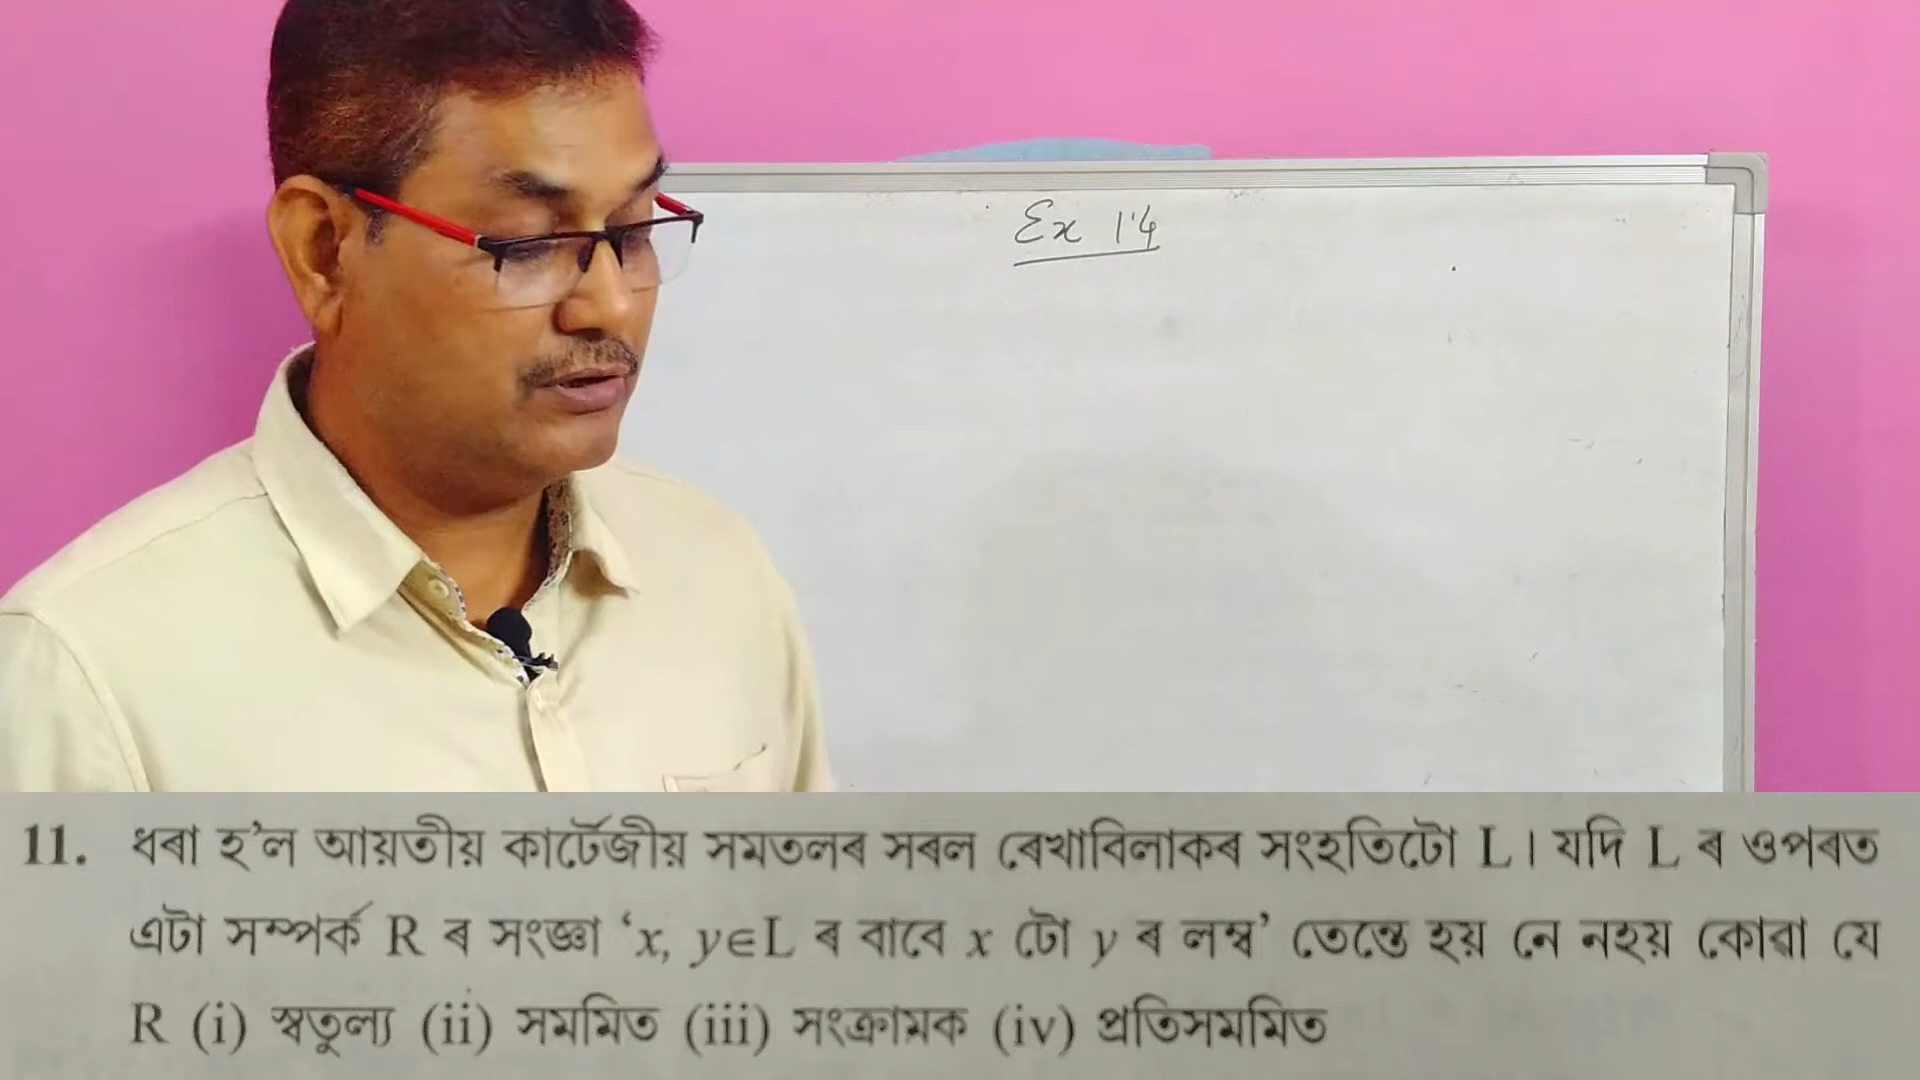 Ex 1.4
11. ধৰা হ’ল আয়তীয় কাৰ্টেজীয় সমতলৰ সৰল ৰেখাবিলাকৰ সংহতিটো L। যদি L ৰ ওপৰত
এটা সম্পৰ্ক R ৰ সংজ্ঞা ‘x, y∈L ৰ বাবে x টো y ৰ লম্ব’ তেন্তে হয় নে নহয় কোৱা যে
R (i) স্বতুল্য (ii) সমমিত (iii) সংক্ৰামক (iv) প্ৰতিসমমিত